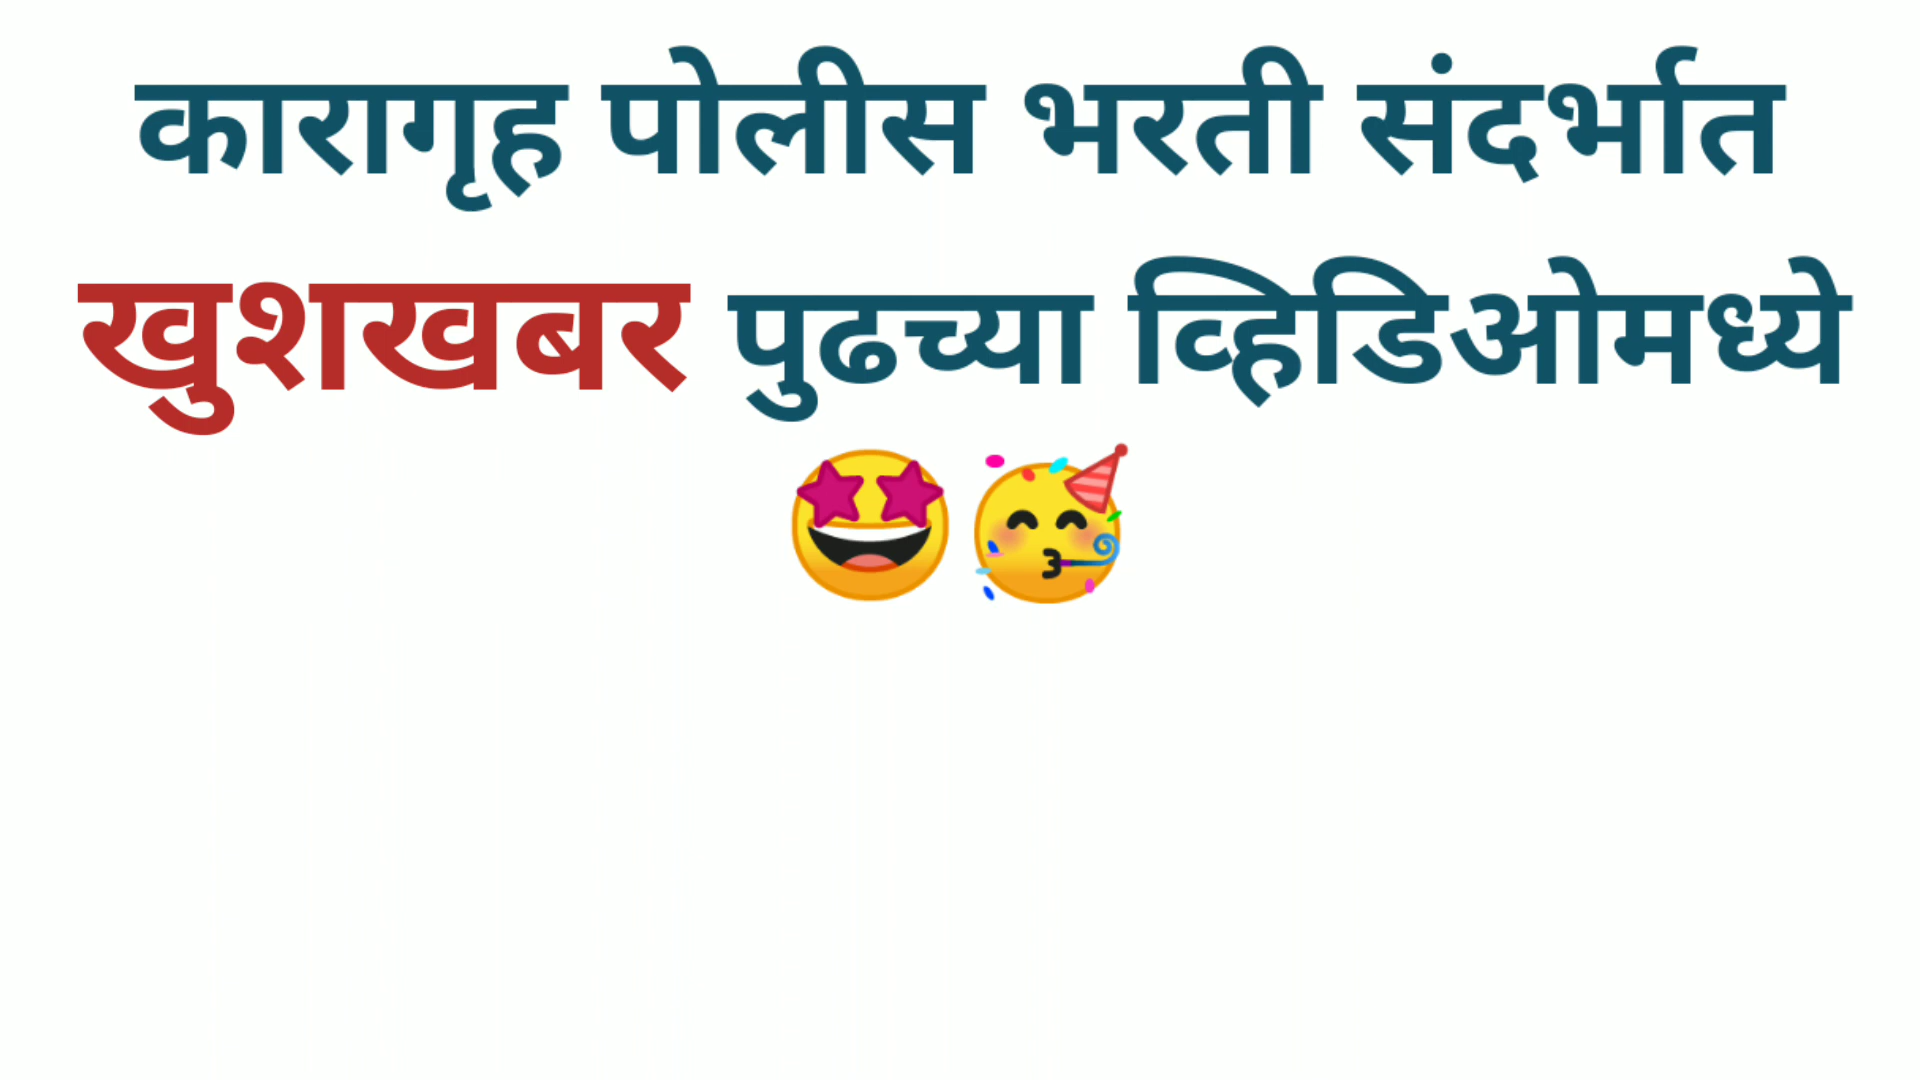 कारागृह पोलीस भरती संदर्भात
खुशखबर पुढच्या व्हिडिओमध्ये
🤩🥳